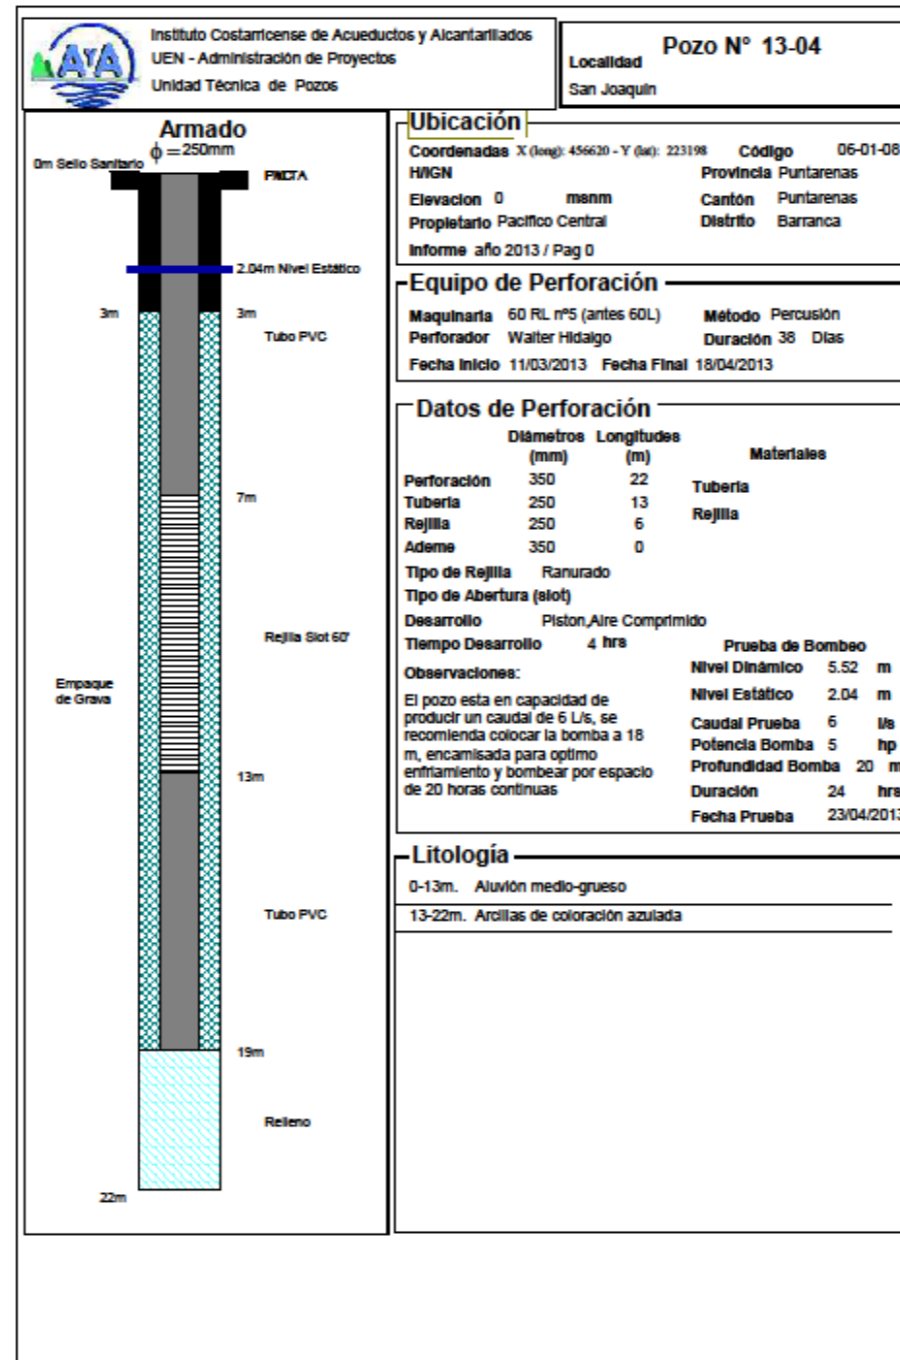 AyA
Instituto Costarricense de Acueductos y Alcantarillados
UEN - Administración de Proyectos
Unidad Técnica de Pozos
Pozo N° 13-04
Localidad
San Joaquin
Armado
ϕ = 250mm
0m Sello Sanitario
2.04m Nivel Estático
3m 3m
Tubo PVC
7m
Rejilla Slot 60'
Empaque
de Grava
13m
Tubo PVC
19m
Relleno
22m
Ubicación
Coordenadas X (long): 456620 - Y (lat): 223198 Código 06-01-08
H/IGN Provincia Puntarenas
Elevacion 0 msnm Cantón Puntarenas
Propietario Pacifico Central Distrito Barranca
Informe año 2013 / Pag 0
Equipo de Perforación
Maquinaria 60 RL nº5 (antes 60L) Método Percusión
Perforador Walter Hidalgo Duración 38 Dias
Fecha Inicio 11/03/2013 Fecha Final 18/04/2013
Datos de Perforación
Diámetros Longitudes
(mm) (m) Materiales
Perforación 350 22
Tuberia 250 13
Rejilla 250 6
Ademe 350 0
Tuberia
Rejilla
Tipo de Rejilla Ranurado
Tipo de Abertura (slot)
Desarrollo Piston,Aire Comprimido
Tiempo Desarrollo 4 hrs
Observaciones:
El pozo esta en capacidad de
producir un caudal de 6 L/s, se
recomienda colocar la bomba a 18
m, encamisada para optimo
enfriamiento y bombear por espacio
de 20 horas continuas
Prueba de Bombeo
Nivel Dinámico 5.52 m
Nivel Estático 2.04 m
Caudal Prueba 6 l/s
Potencia Bomba 5 hp
Profundidad Bomba 20 m
Duración 24 hrs
Fecha Prueba 23/04/2013
Litología
0-13m. Aluvión medio-grueso
13-22m. Arcillas de coloración azulada